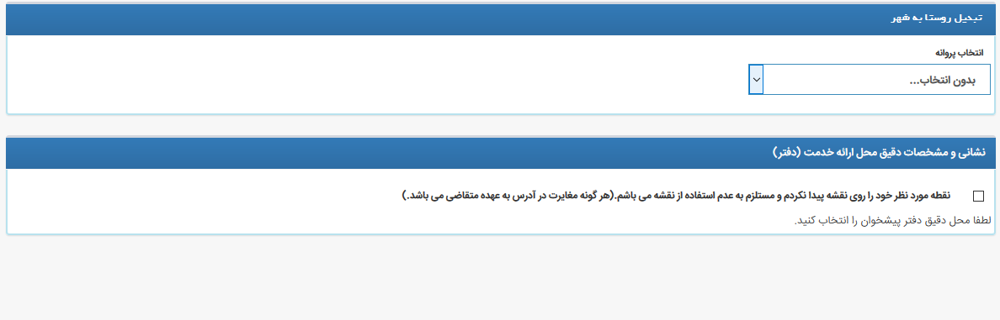 تبدیل روستا به شهر
انتخاب پروانه
بدون انتخاب...
نشانی و مشخصات دقیق محل ارائه خدمت (دفتر)
نقطه مورد نظر خود را روی نقشه پیدا نکردم و مستلزم به عدم استفاده از نقشه می باشم.(هر گونه مغایرت در آدرس به عهده متقاضی می باشد.)
لطفا محل دقیق دفتر پیشخوان را انتخاب کنید.